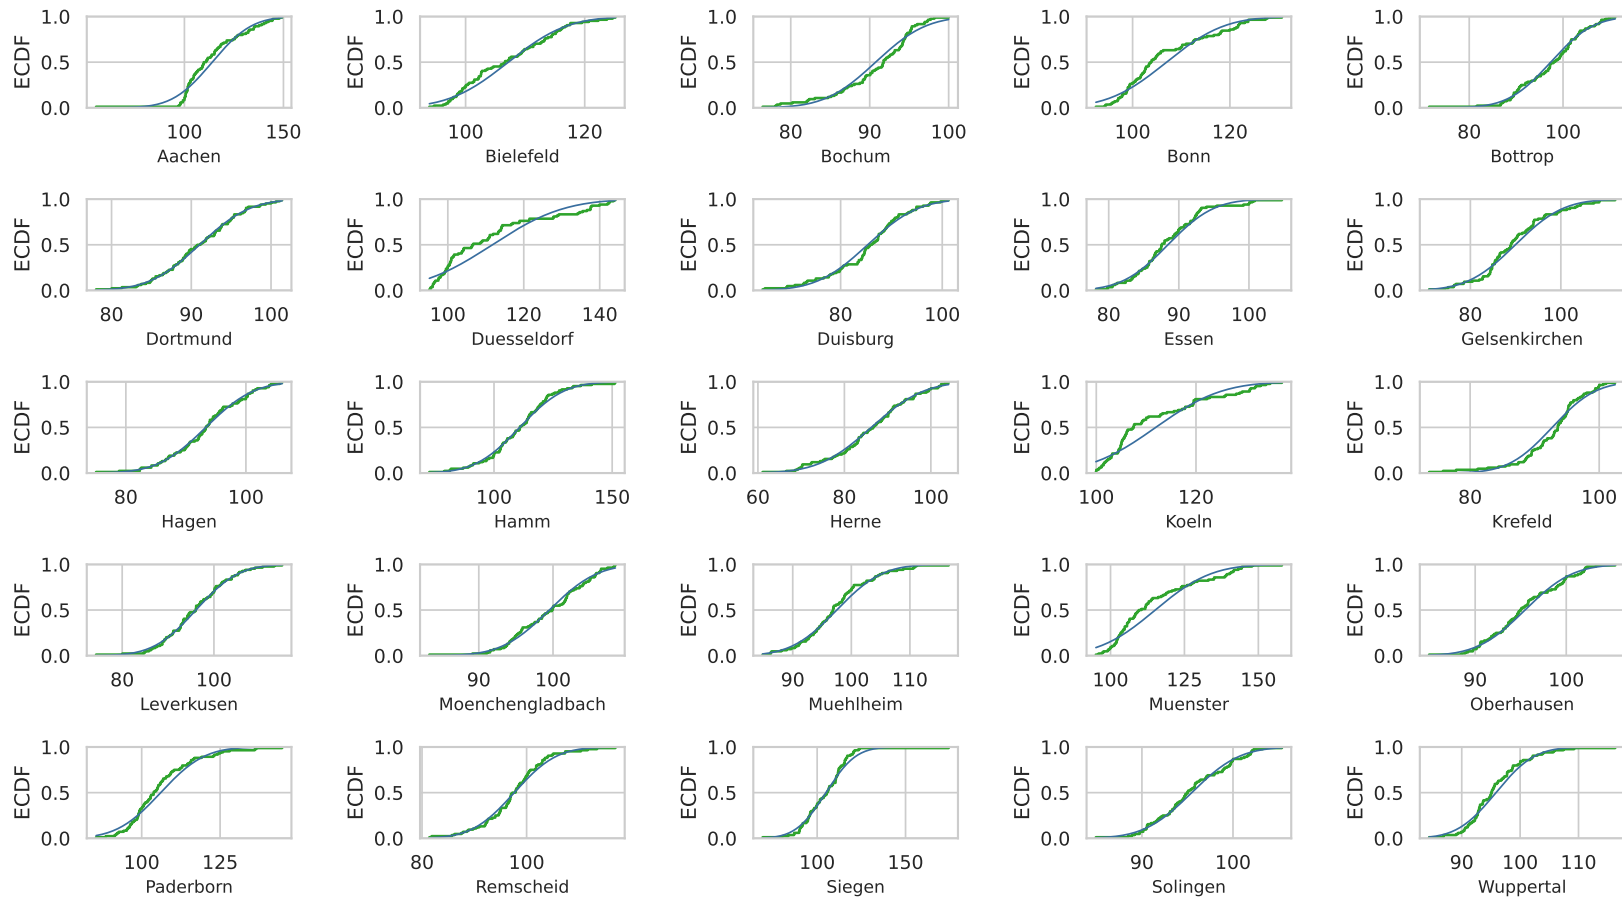 1.0 1.0 1.0 1.0 1.0
ECDF ECDF ECDF ECDF ECDF
0.5 0.5 0.5 0.5 0.5
0.0 0.0 0.0 0.0 0.0
100 150 100 120 80 90 100 100 120 80 100
Aachen Bielefeld Bochum Bonn Bottrop
1.0 1.0 1.0 1.0 1.0
ECDF ECDF ECDF ECDF ECDF
0.5 0.5 0.5 0.5 0.5
0.0 0.0 0.0 0.0 0.0
80 90 100 100 120 140 80 100 80 90 100 80 100
Dortmund Duesseldorf Duisburg Essen Gelsenkirchen
1.0 1.0 1.0 1.0 1.0
ECDF ECDF ECDF ECDF ECDF
0.5 0.5 0.5 0.5 0.5
0.0 0.0 0.0 0.0 0.0
80 100 100 150 60 80 100 100 120 80 100
Hagen Hamm Herne Koeln Krefeld
1.0 1.0 1.0 1.0 1.0
ECDF ECDF ECDF ECDF ECDF
0.5 0.5 0.5 0.5 0.5
0.0 0.0 0.0 0.0 0.0
80 100 90 100 90 100 110 100 125 150 90 100
Leverkusen Moenchengladbach Muehlheim Muenster Oberhausen
1.0 1.0 1.0 1.0 1.0
ECDF ECDF ECDF ECDF ECDF
0.5 0.5 0.5 0.5 0.5
0.0 0.0 0.0 0.0 0.0
100 125 80 100 100 150 90 100 90 100 110
Paderborn Remscheid Siegen Solingen Wuppertal